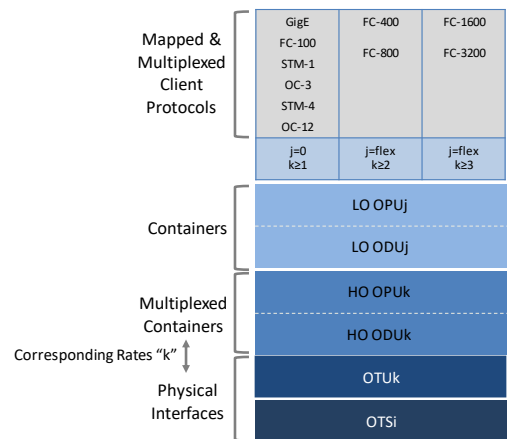 Mapped &
Multiplexed
Client
Protocols
GigE
FC-100
STM-1
OC-3
STM-4
OC-12
FC-400
FC-800
FC-1600
FC-3200
j=0
k≥1
j=flex
k≥2
j=flex
k≥3
Containers
LO OPUj
LO ODUj
Multiplexed
Containers
HO OPUk
HO ODUk
Corresponding Rates “k”
Physical
Interfaces
OTUk
OTSi